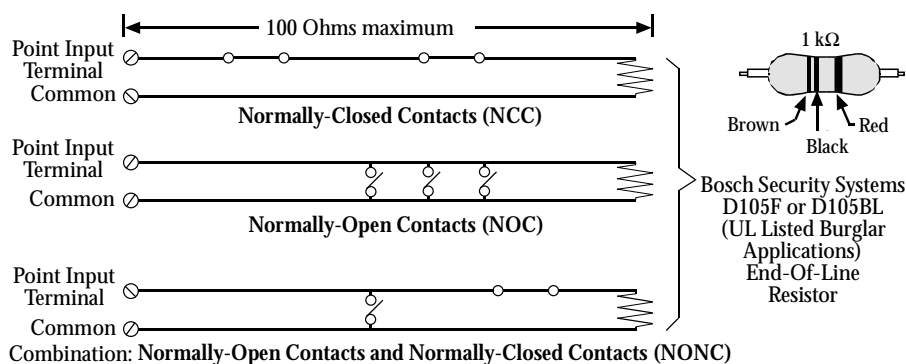 100 Ohms maximum
Point Input
Terminal
Common
Normally-Closed Contacts (NCC)
Point Input
Terminal
Common
Normally-Open Contacts (NOC)
Point Input
Terminal
Common
Combination: Normally-Open Contacts and Normally-Closed Contacts (NONC)
1 kΩ
Brown
Black
Red
Bosch Security Systems
D105F or D105BL
(UL Listed Burglar
Applications)
End-Of-Line
Resistor